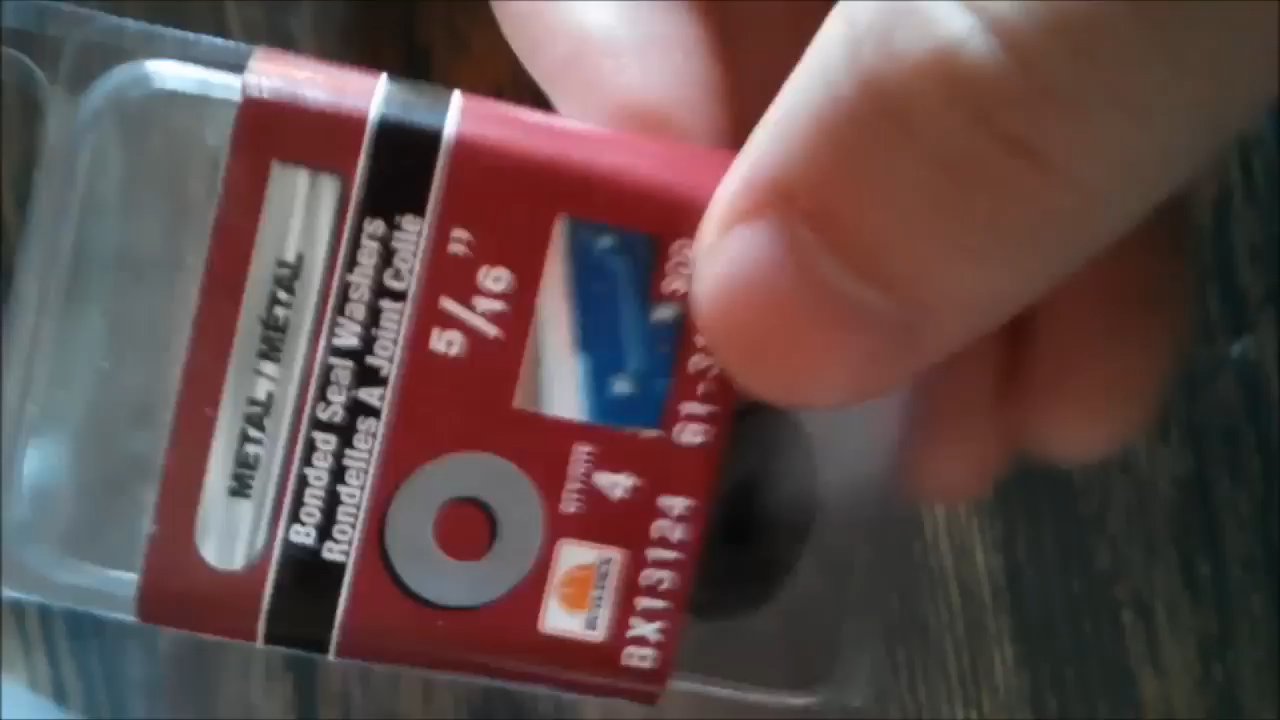 METAL / MÉTAL
Bonded Seal Washers
Rondelles À Joint Collé
5/16"
4
BX13124